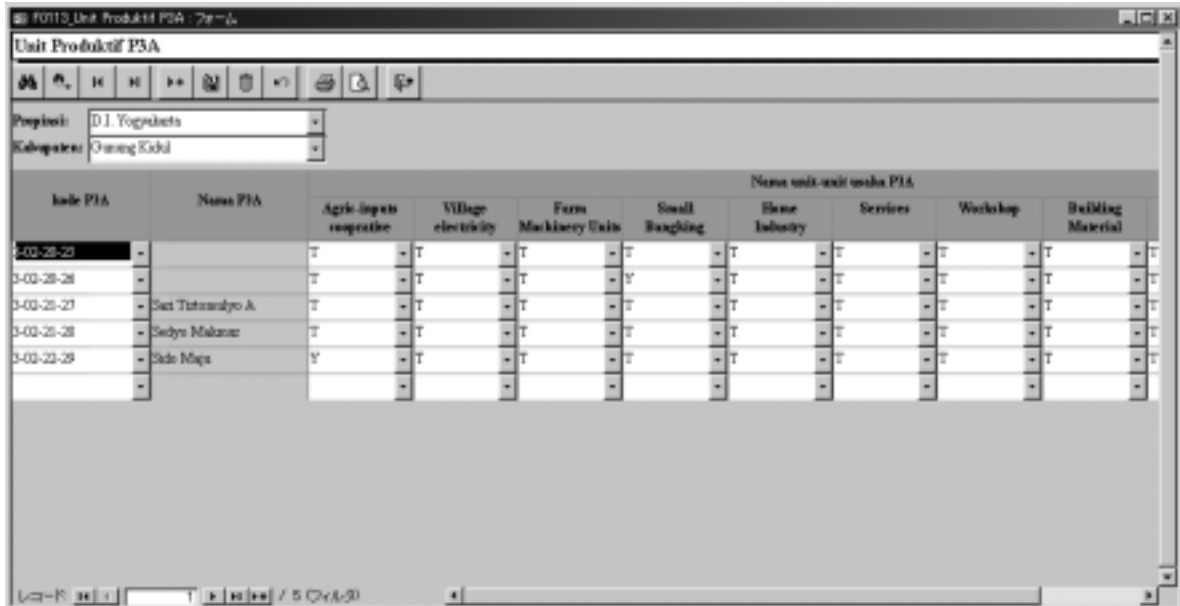 F0113_Unit Produktif P3A : フォーム
Unit Produktif P3A
Propinsi: D.I. Yogyakarta
Kabupaten: Gunung Kidul
kode P3A Nama P3A Nama unit-unit usaha P3A
Agric-inputs cooprative Village electricity Farm Machinery Units Small Bangking Home Industry Services Workshop Building Material
3-02-20-23 T T T T T T T T T
3-02-20-26 T T T Y T T T T T
3-02-21-27 Sari T T T T T T T T T
3-02-21-28 Sedyo Makmur T T T T T T T T T
3-02-22-29 Sido Maju Y T T T T T T T T
レコード: 1 / 5 (フィルタ)